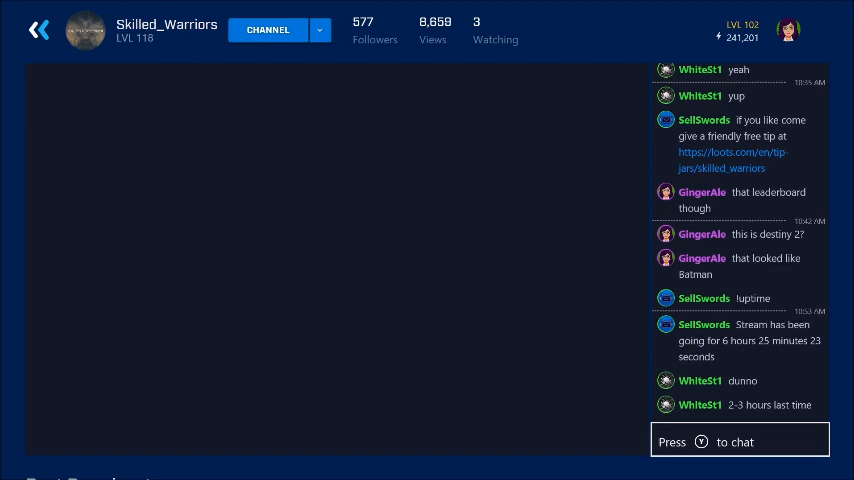 Skilled_Warriors
LVL 118
CHANNEL
577
Followers
8,659
Views
3
Watching
LVL 102
241,201
WhiteSt1 yeah
10:35 AM
WhiteSt1 yup
SellSwords if you like come
give a friendly free tip at
https://loots.com/en/tip-
jars/skilled_warriors
GingerAle that leaderboard
though
10:42 AM
GingerAle this is destiny 2?
GingerAle that looked like
Batman
SellSwords !uptime
10:53 AM
SellSwords Stream has been
going for 6 hours 25 minutes 23
seconds
WhiteSt1 dunno
WhiteSt1 2-3 hours last time
Press Y to chat